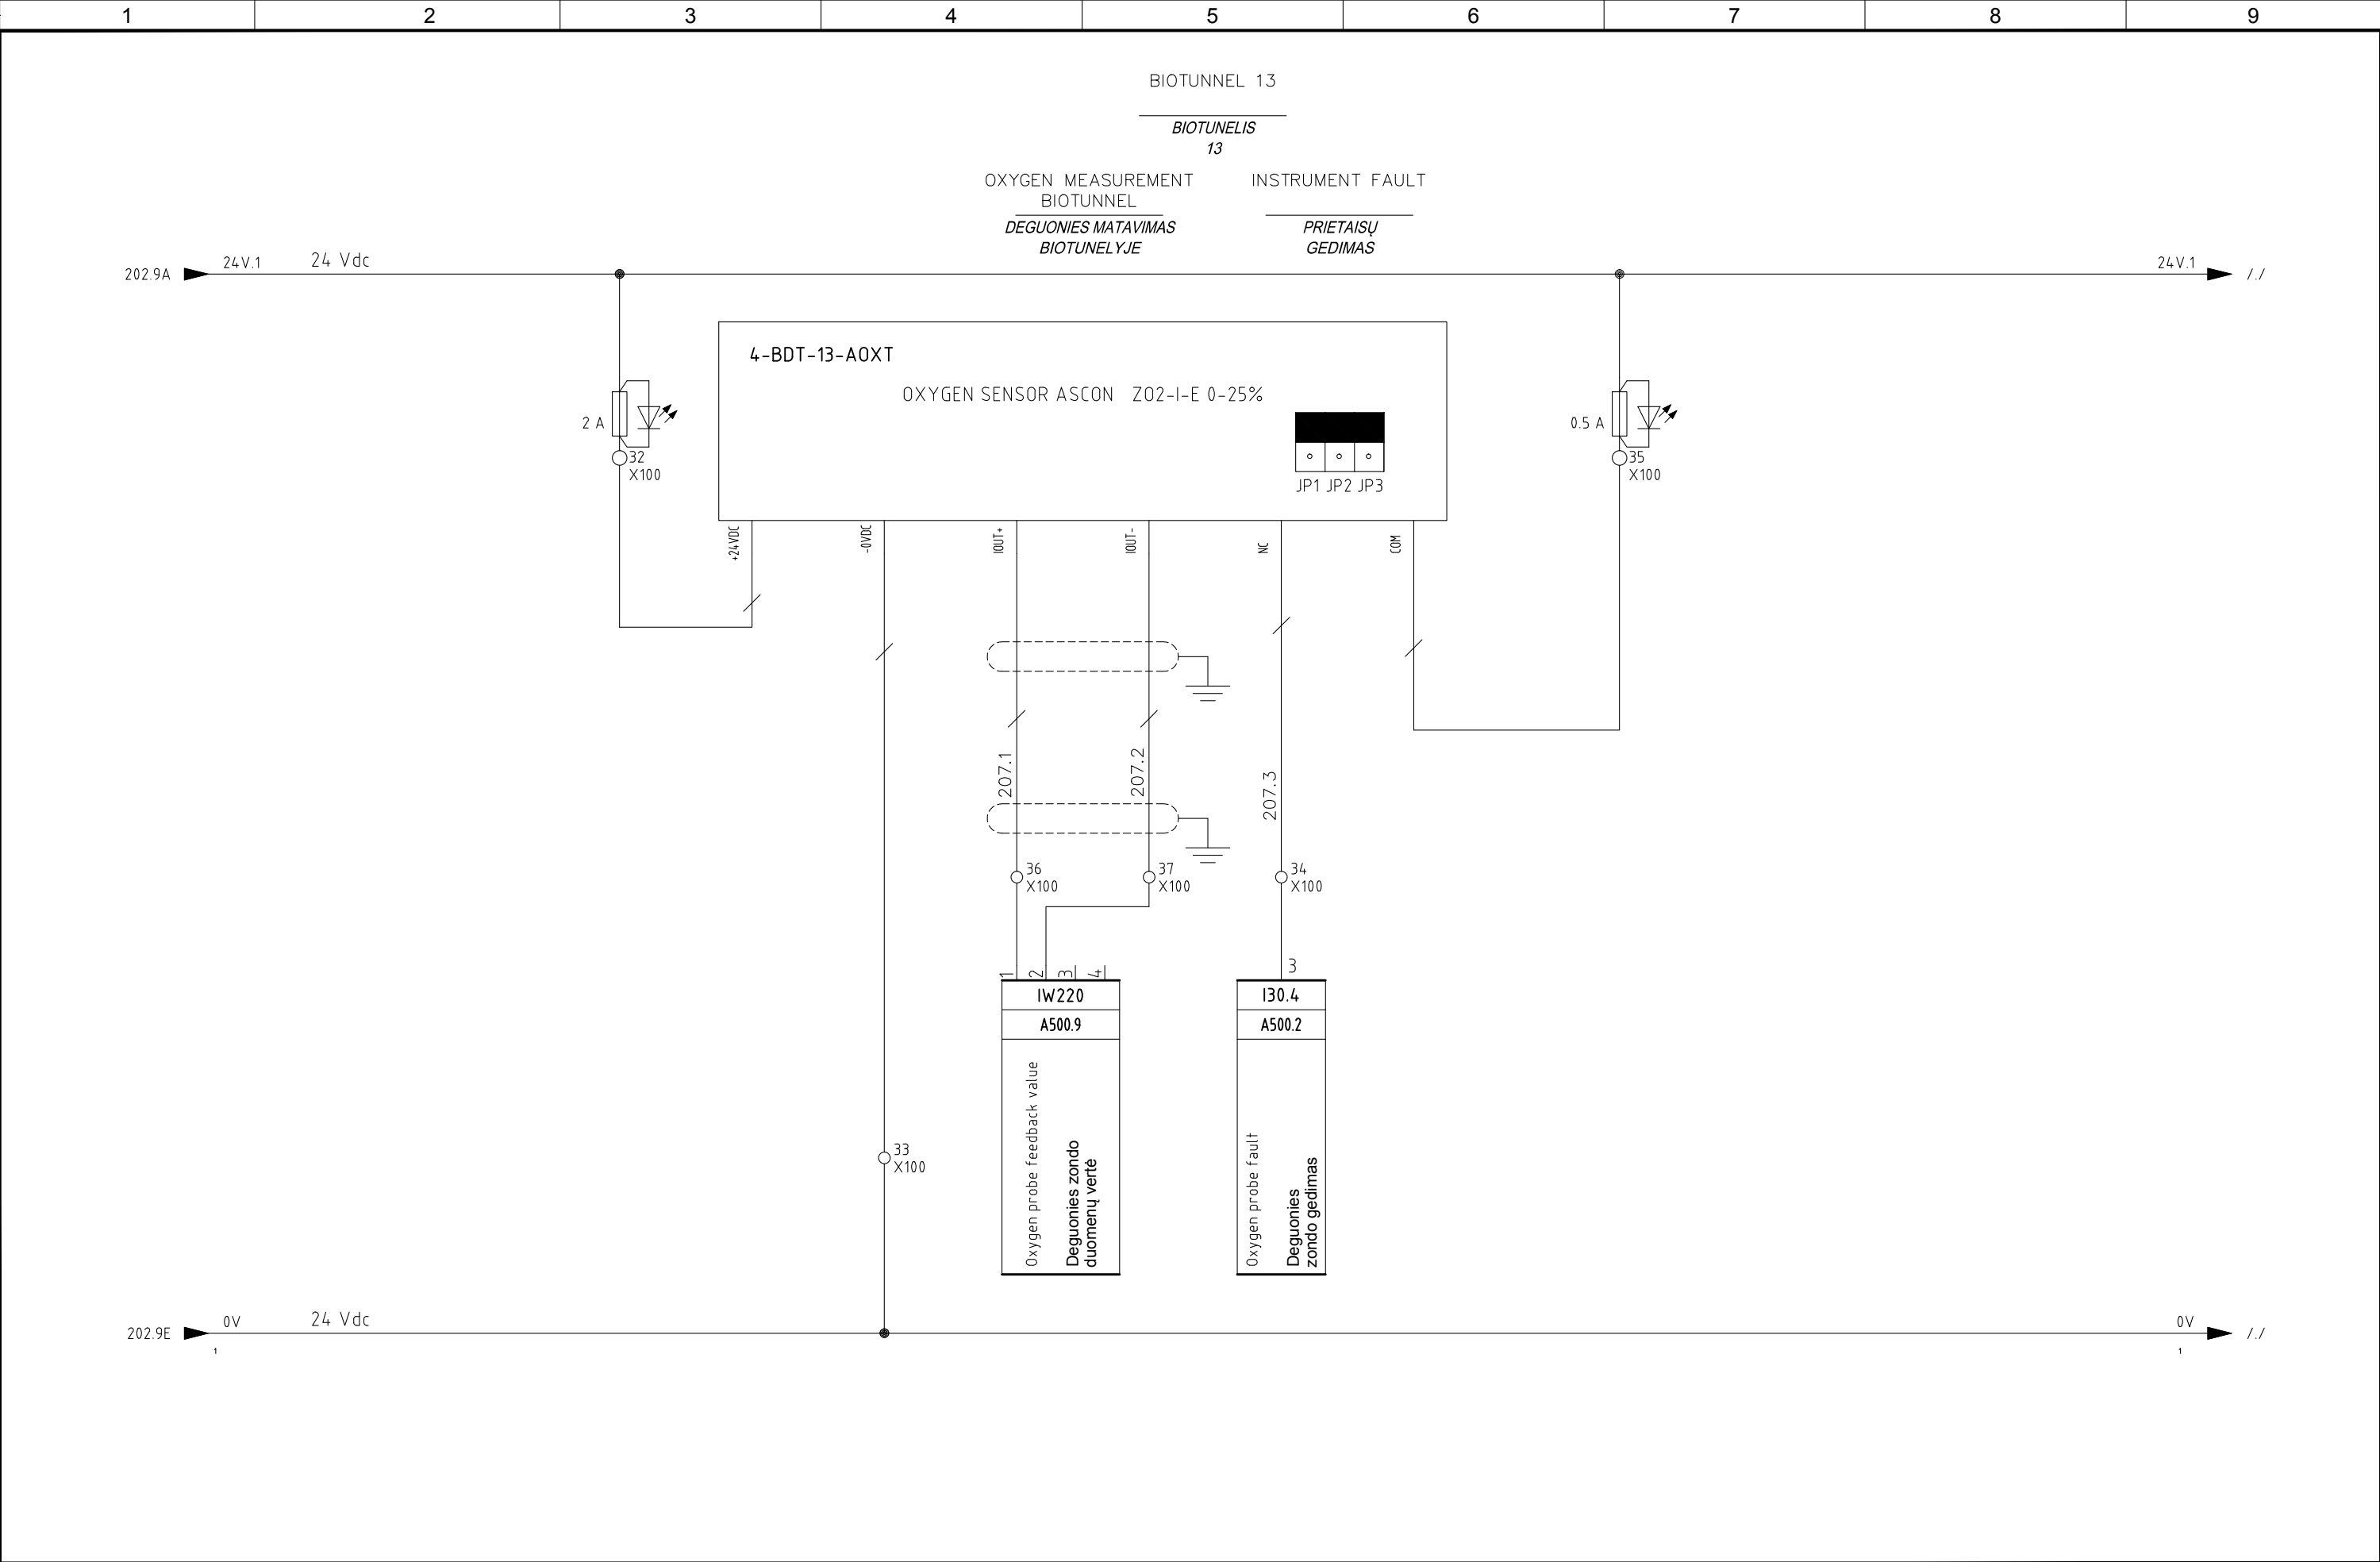 1 2 3 4 5 6 7 8 9
BIOTUNNEL 13
BIOTUNELIS
13
OXYGEN MEASUREMENT
BIOTUNNEL
DEGUONIES MATAVIMAS
BIOTUNELYJE
INSTRUMENT FAULT
PRIETAISŲ
GEDIMAS
202.9A 24V.1 24 Vdc 24V.1 /./
4-BDT-13-AOXT
OXYGEN SENSOR ASCON ZO2-I-E 0-25%
2 A
32
X100
0.5 A
35
X100
JP1 JP2 JP3
+24VDC
-0VDC
IOUT+
IOUT-
NC
COM
207.1
207.2
207.3
36
X100
37
X100
34
X100
1 2 3 4
3
IW220
A500.9
Oxygen probe feedback value
Deguonies zondo
duomenų vertė
I30.4
A500.2
Oxygen probe fault
Deguonies
zondo gedimas
33
X100
202.9E 0V 24 Vdc 0V /./
1 1